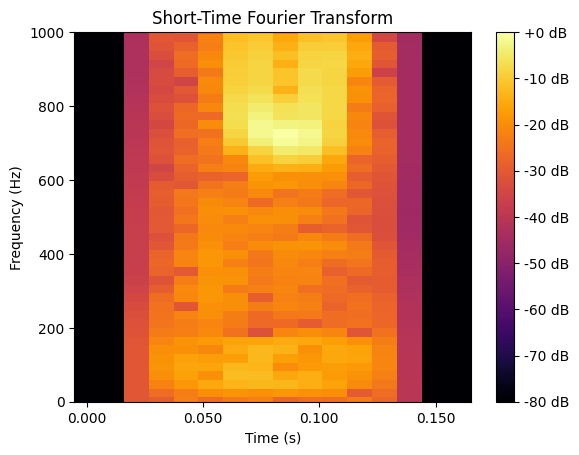 Short-Time Fourier Transform
1000
800
600
400
200
0
Frequency (Hz)
0.000
0.050
0.100
0.150
Time (s)
+0 dB
-10 dB
-20 dB
-30 dB
-40 dB
-50 dB
-60 dB
-70 dB
-80 dB